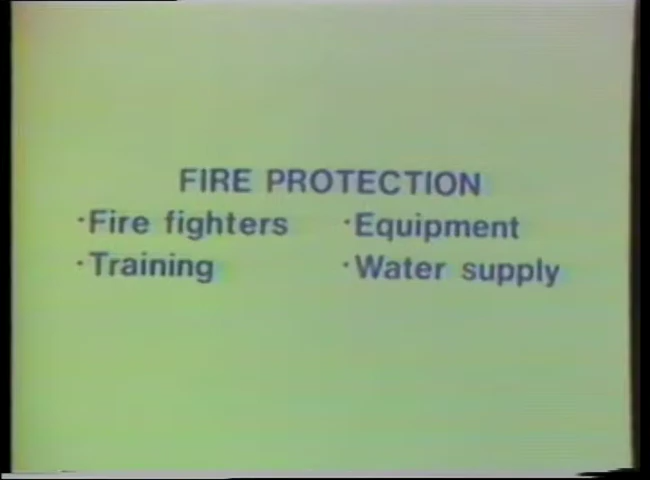 FIRE PROTECTION
·Fire fighters ·Equipment
·Training ·Water supply